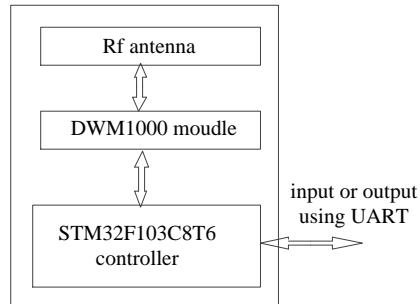 Rf antenna
DWM1000 moudle
STM32F103C8T6
controller
input or output
using UART